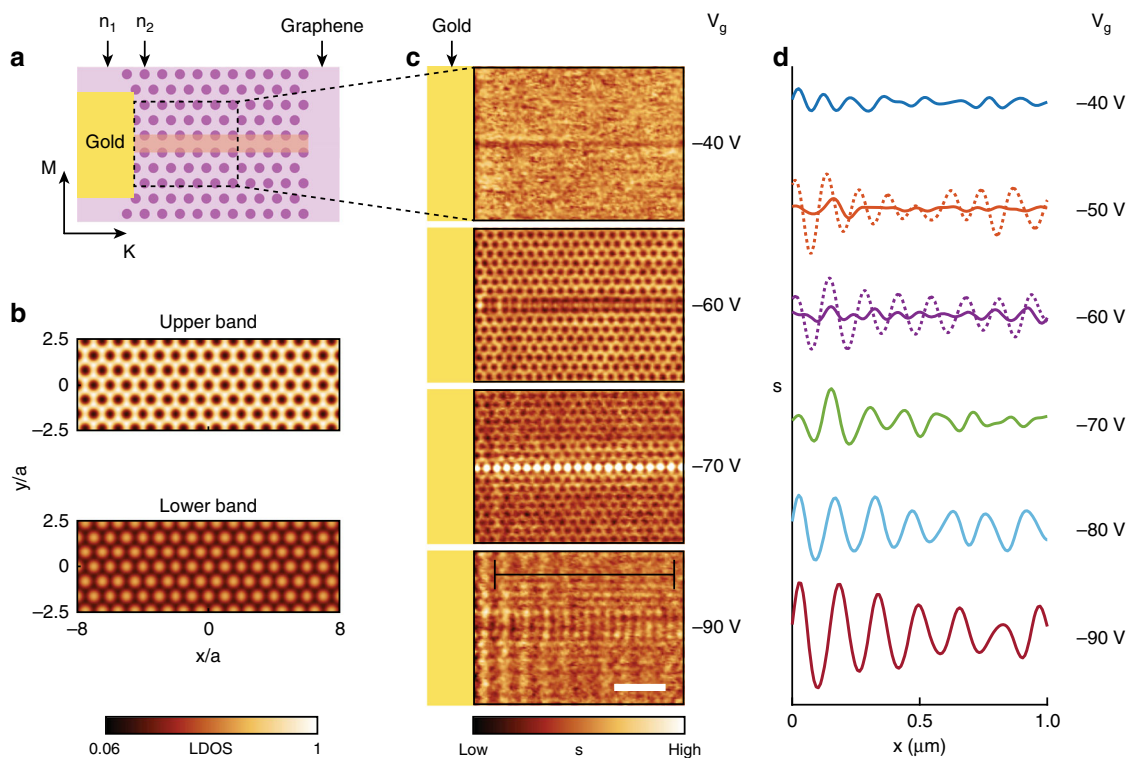 n1 n2 Graphene
a
Gold
M
K
b
Upper band
2.5
0
–2.5
y/a
Lower band
2.5
0
–2.5
–8 0 8
x/a
0.06 LDOS 1
Gold Vg
c
–40 V
–60 V
–70 V
–90 V
Low s High
Vg
d
–40 V
–50 V
–60 V
–70 V
–80 V
–90 V
s
0 0.5 1.0
x (μm)